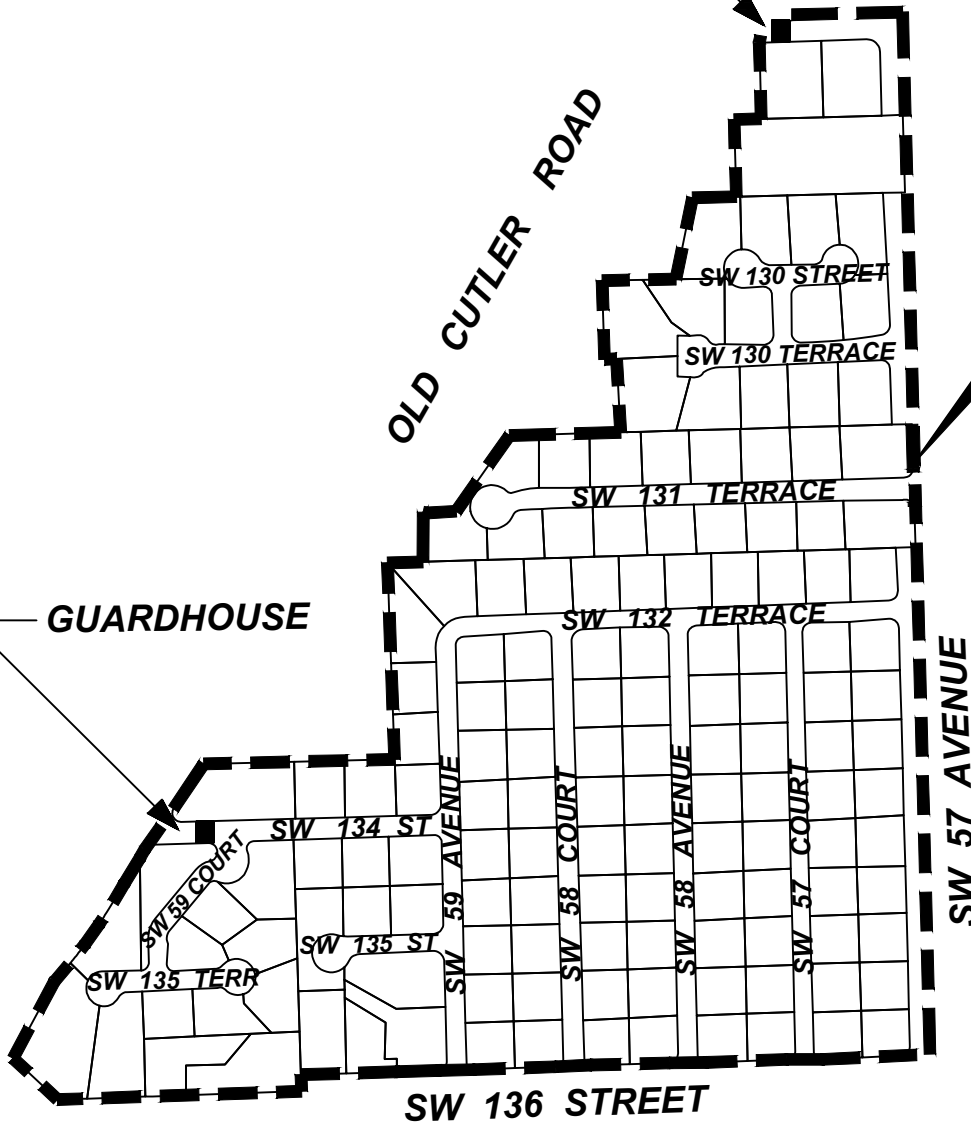 OLD CUTLER ROAD
SW 130 STREET
SW 130 TERRACE
SW 131 TERRACE
GUARDHOUSE
SW 132 TERRACE
SW 57 AVENUE
SW 59 AVENUE
SW 58 COURT
SW 58 AVENUE
SW 57 COURT
SW 134 ST
SW 59 COURT
SW 135 ST
SW 135 TERR
SW 136 STREET